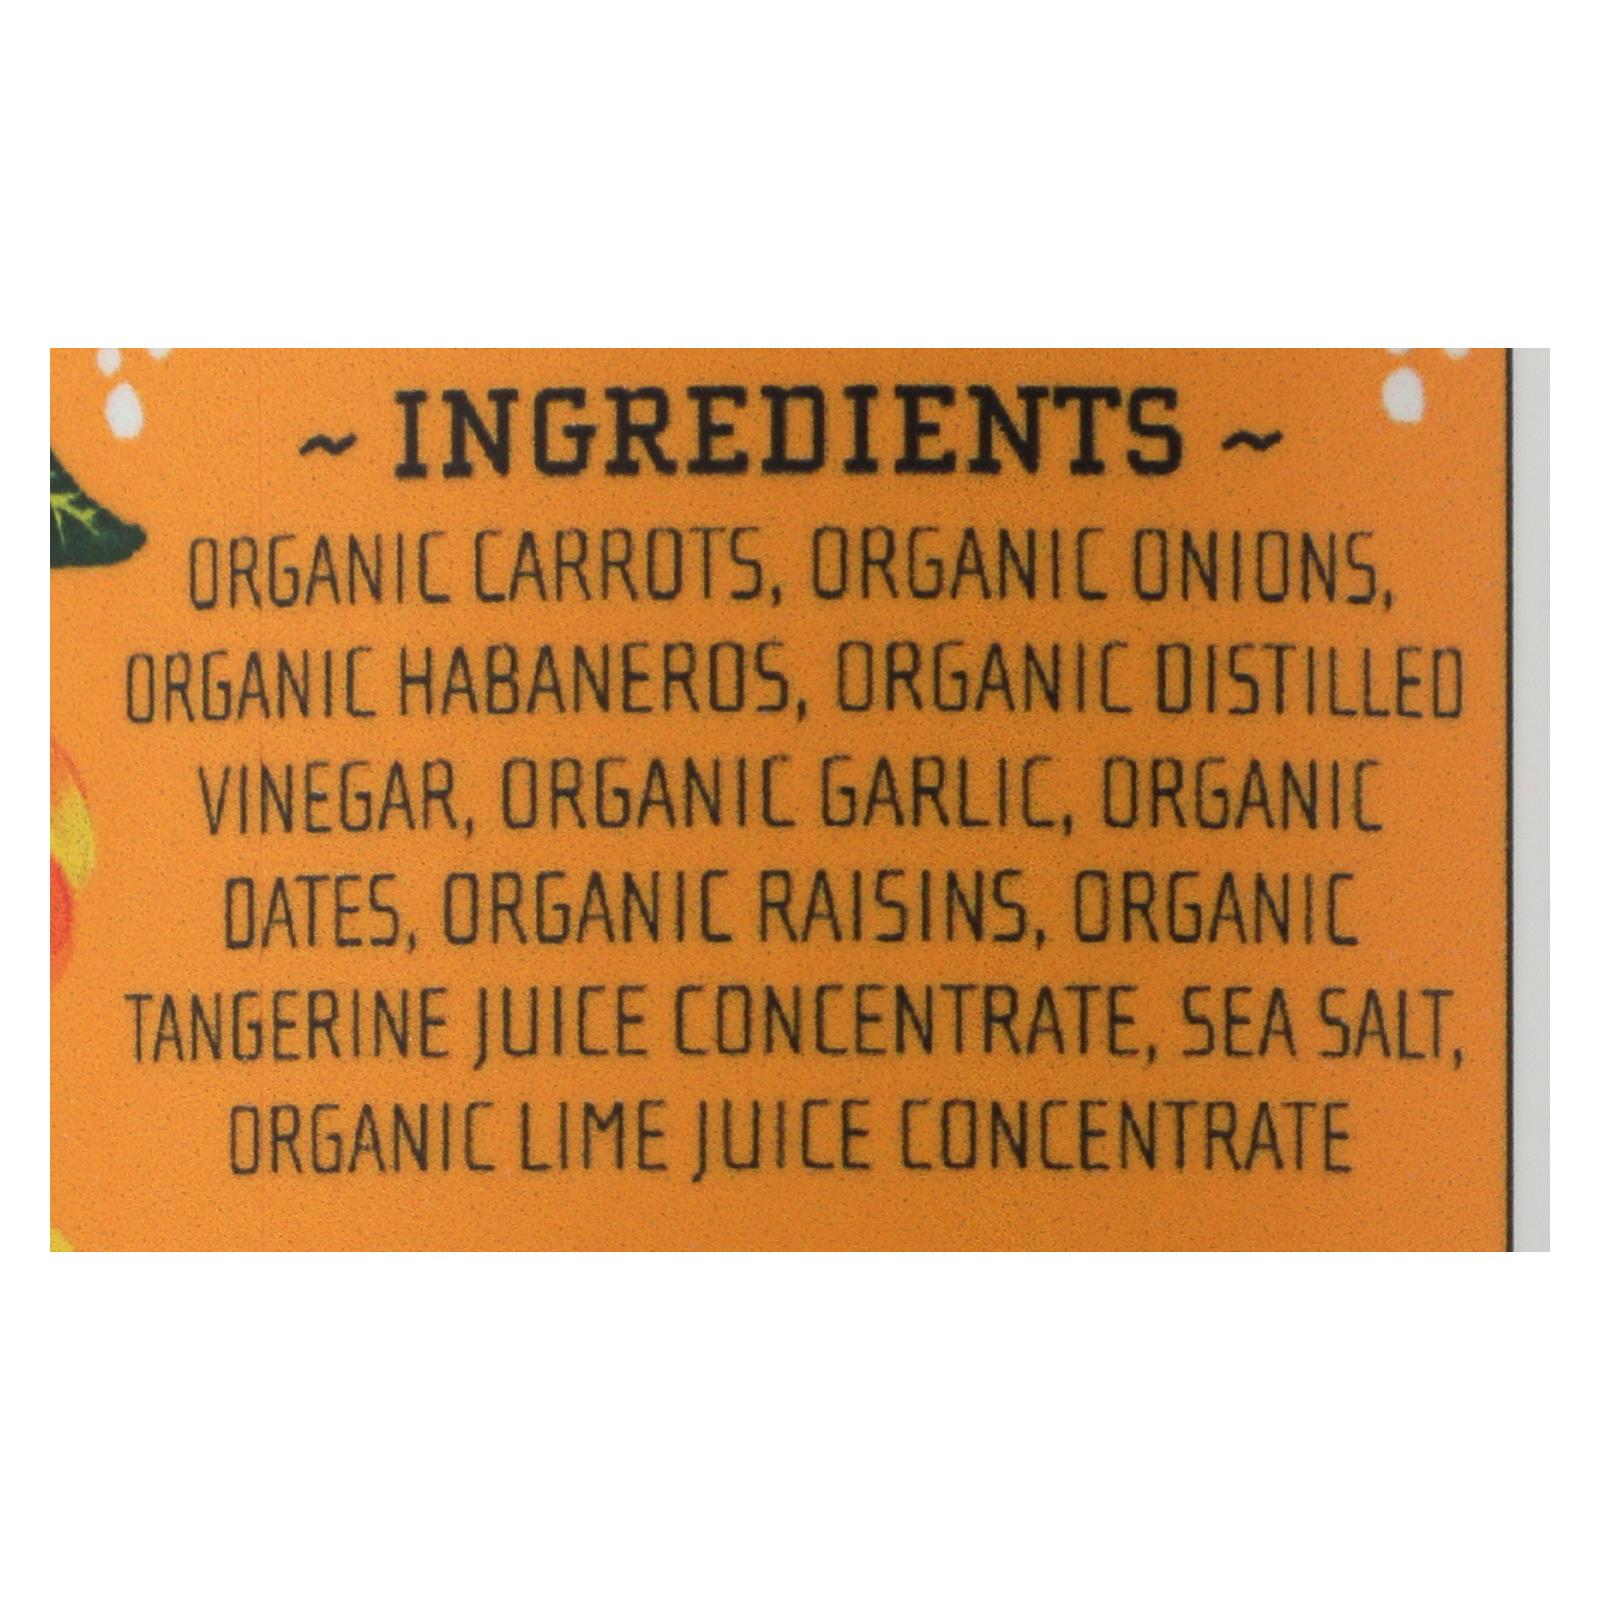 ~ INGREDIENTS ~
ORGANIC CARROTS, ORGANIC ONIONS,
ORGANIC HABANEROS, ORGANIC DISTILLED
VINEGAR, ORGANIC GARLIC, ORGANIC
DATES, ORGANIC RAISINS, ORGANIC
TANGERINE JUICE CONCENTRATE, SEA SALT,
ORGANIC LIME JUICE CONCENTRATE